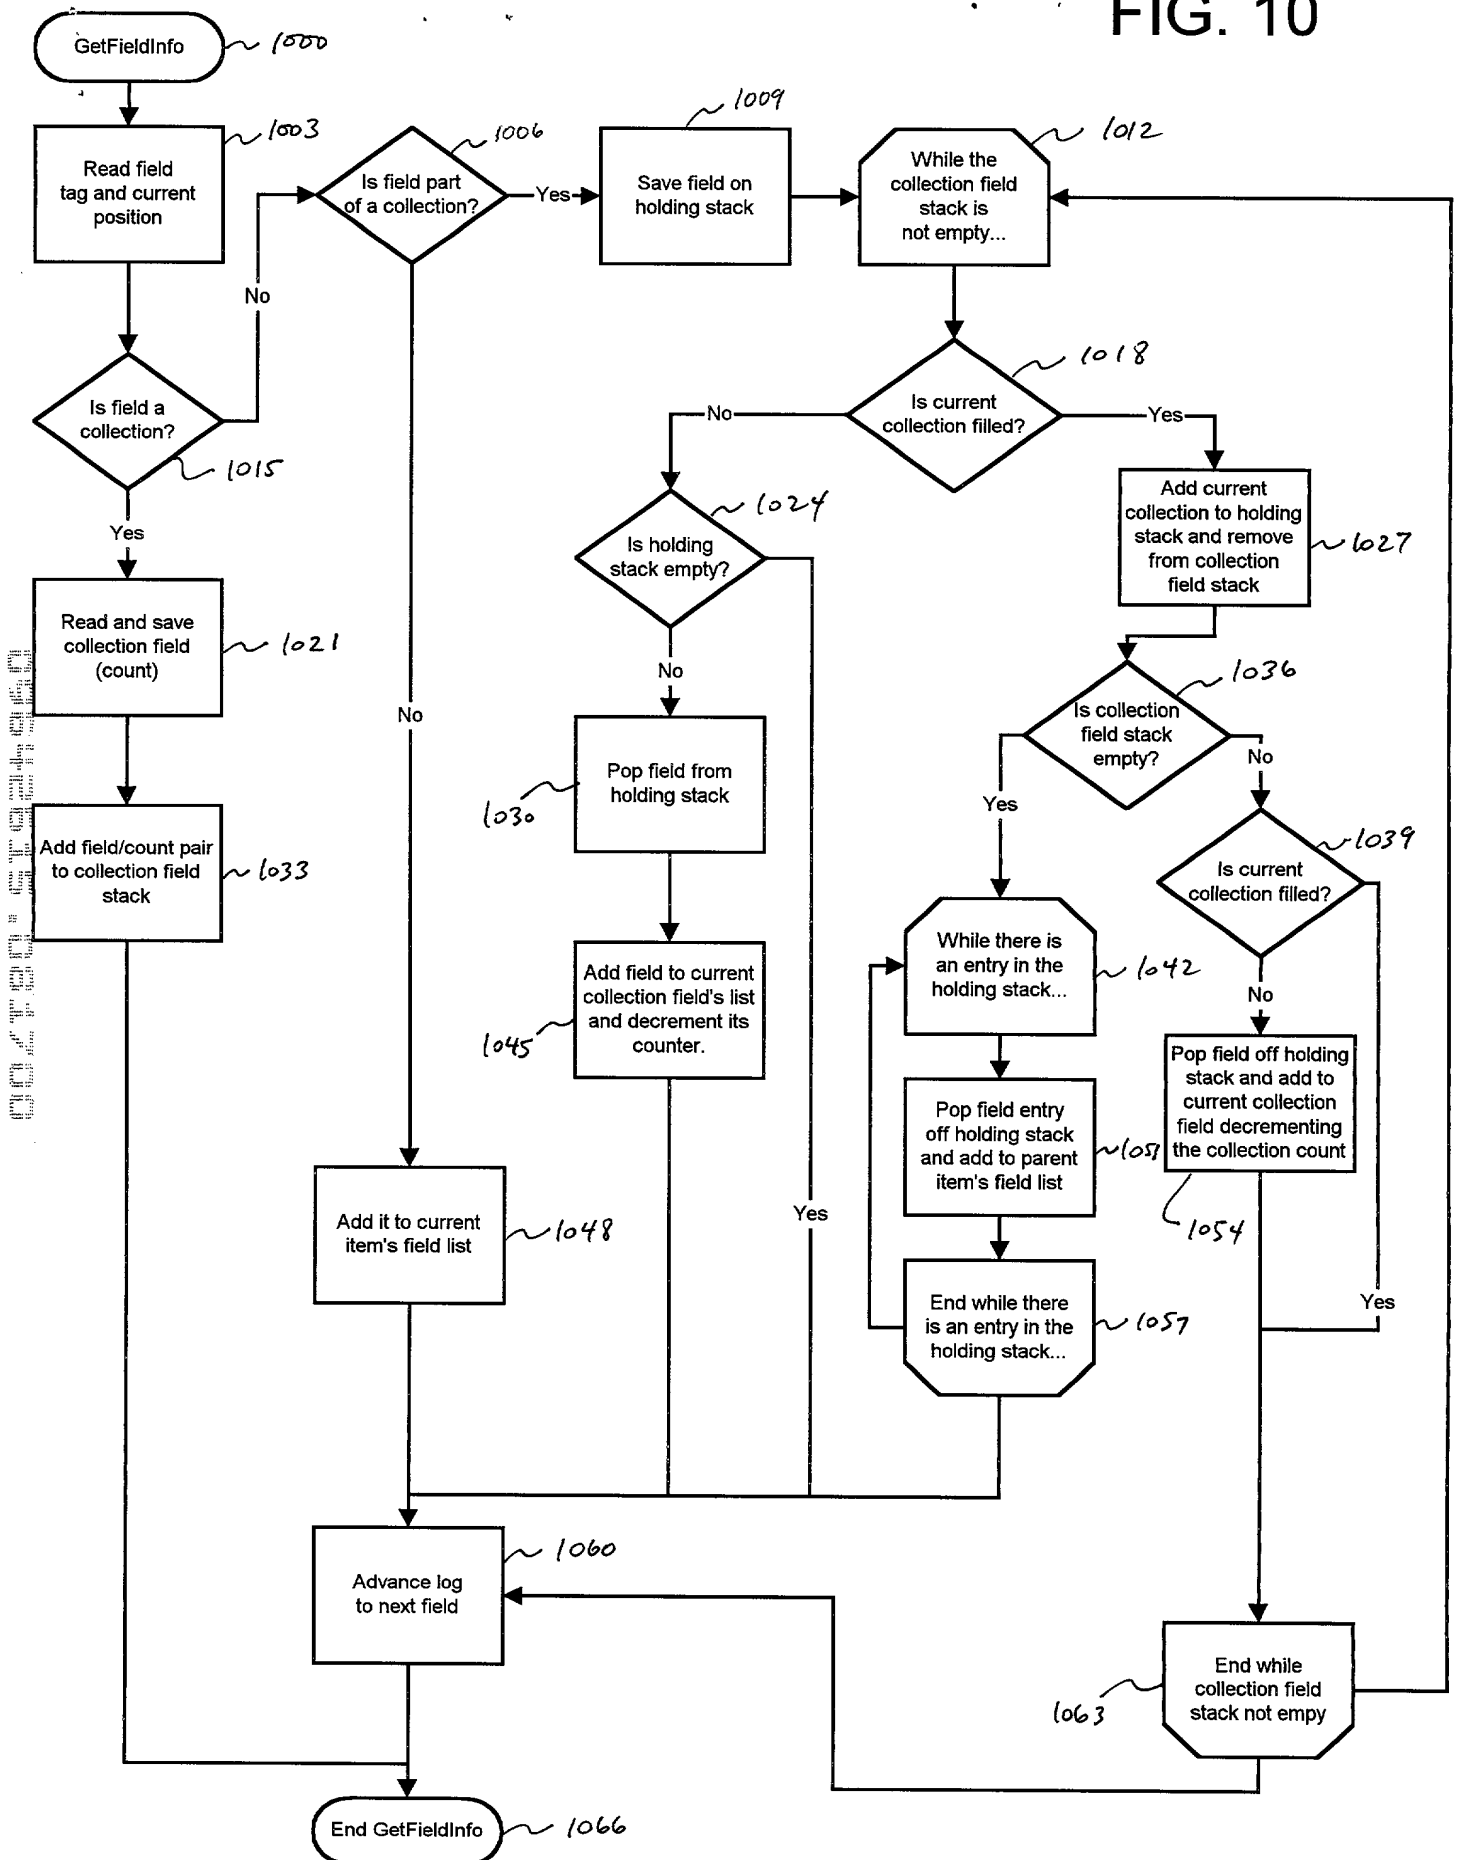 FIG. 10
GetFieldInfo
1000
Read field
tag and current
position
1003
Is field part
of a collection?
1006
Yes
Save field on
holding stack
1009
While the
collection field
stack is
not empty...
1012
No
Is field a
collection?
1015
Yes
Is current
collection filled?
1018
No
Yes
Read and save
collection field
(count)
1021
Is holding
stack empty?
1024
No
Yes
Add current
collection to holding
stack and remove
from collection
field stack
1027
No
Pop field from
holding stack
1030
Add field/count pair
to collection field
stack
1033
Is collection
field stack
empty?
1036
Yes
No
Is current
collection filled?
1039
No
Yes
While there is
an entry in the
holding stack...
1042
Add field to current
collection field's list
and decrement its
counter.
1045
Add it to current
item's field list
1048
Pop field entry
off holding stack
and add to parent
item's field list
1051
Pop field off holding
stack and add to
current collection
field decrementing
the collection count
1054
End while there
is an entry in the
holding stack...
1057
Advance log
to next field
1060
End while
collection field
stack not empy
1063
End GetFieldInfo
1066